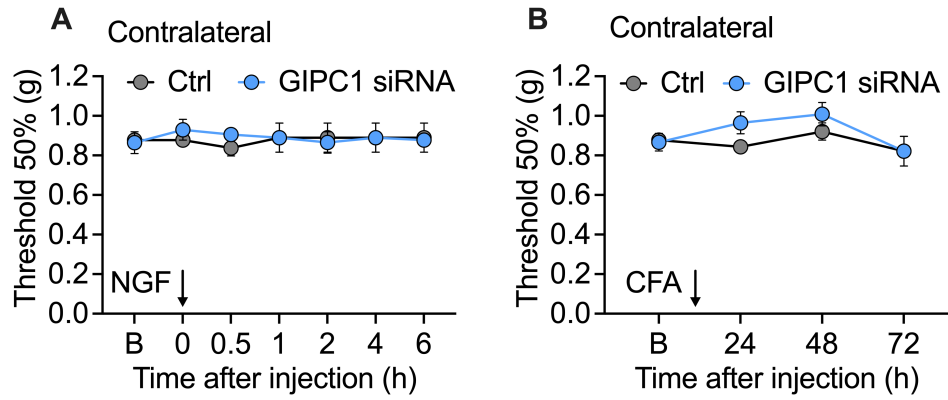 A
Contralateral
Ctrl
GIPC1 siRNA
Threshold 50% (g)
1.2
1.0
0.8
0.6
0.4
0.2
0.0
NGF
B 0 0.5 1 2 4 6
Time after injection (h)
B
Contralateral
Ctrl
GIPC1 siRNA
Threshold 50% (g)
1.2
1.0
0.8
0.6
0.4
0.2
0.0
CFA
B 24 48 72
Time after injection (h)